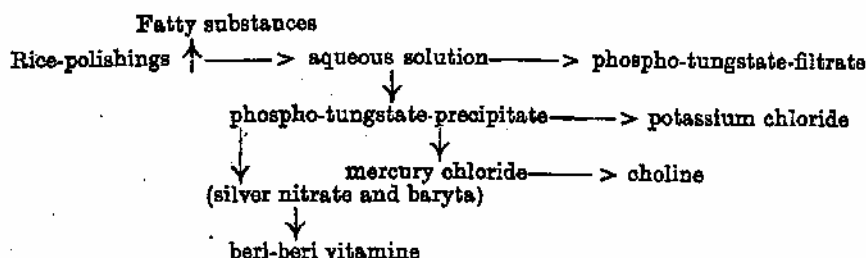 Fatty substances
Rice-polishings —> aqueous solution —> phospho-tungstate-filtrate
phospho-tungstate-precipitate —> potassium chloride
mercury chloride —> choline
(silver nitrate and baryta)
beri-beri vitamine